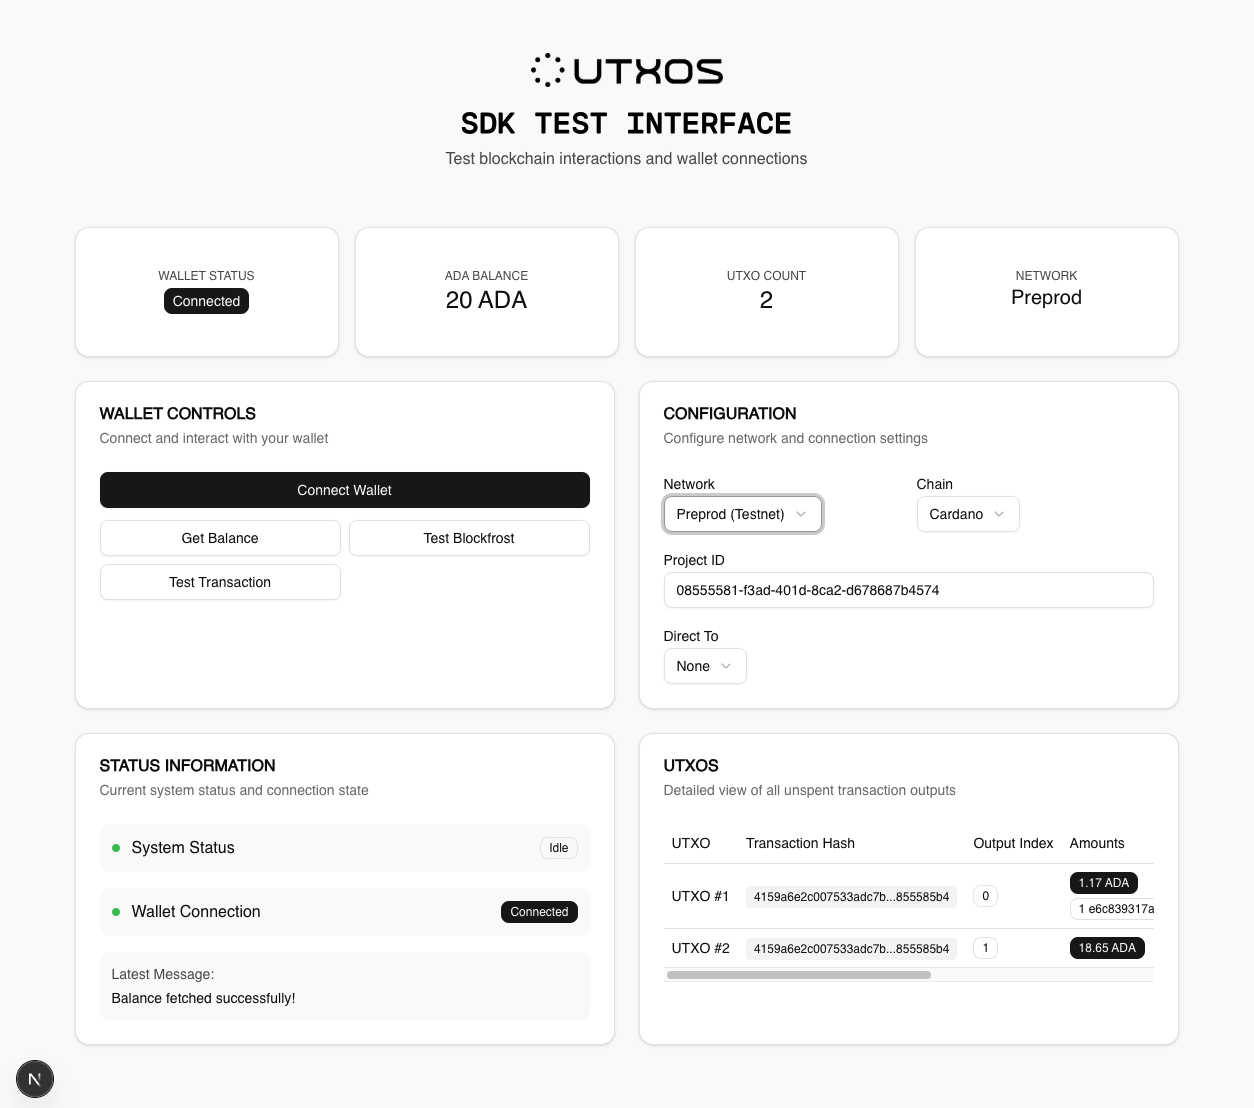 UTXOS
SDK TEST INTERFACE
Test blockchain interactions and wallet connections
WALLET STATUS
Connected
ADA BALANCE
20 ADA
UTXO COUNT
2
NETWORK
Preprod
WALLET CONTROLS
Connect and interact with your wallet
Connect Wallet
Get Balance
Test Blockfrost
Test Transaction
CONFIGURATION
Configure network and connection settings
Network
Chain
Preprod (Testnet)
Cardano
Project ID
08555581-f3ad-401d-8ca2-d678687b4574
Direct To
None
STATUS INFORMATION
Current system status and connection state
System Status
Idle
Wallet Connection
Connected
Latest Message:
Balance fetched successfully!
UTXOS
Detailed view of all unspent transaction outputs
UTXO Transaction Hash Output Index Amounts
UTXO #1 4159a6e2c007533adc7b...855585b4 0 1.17 ADA
1 e6c839317a
UTXO #2 4159a6e2c007533adc7b...855585b4 1 18.65 ADA
N